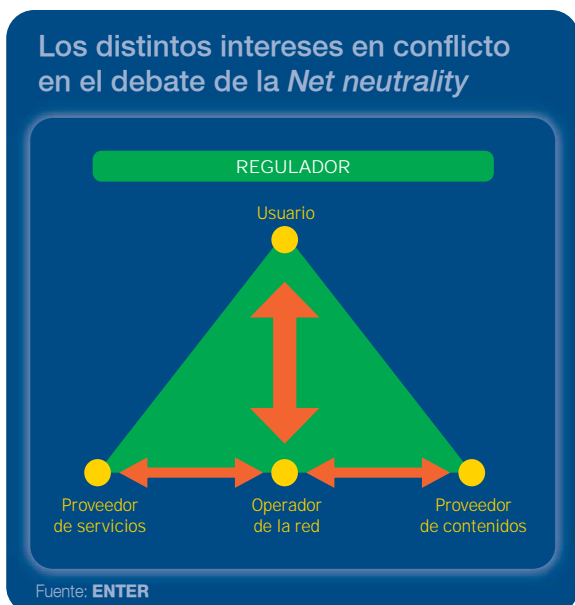 Los distintos intereses en conflicto
en el debate de la Net neutrality
REGULADOR
Usuario
Proveedor
de servicios
Operador
de la red
Proveedor
de contenidos
Fuente: ENTER